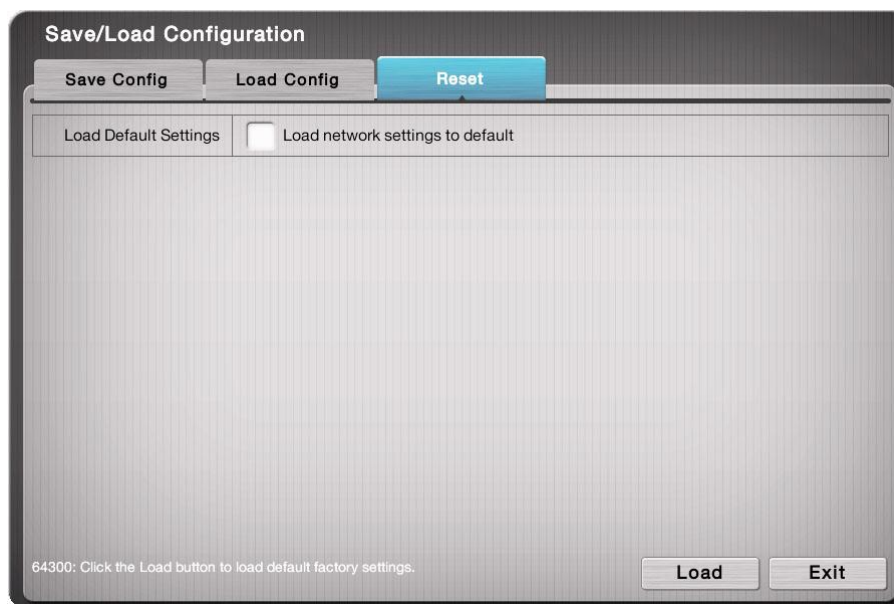 Save/Load Configuration
Save Config Load Config Reset
Load Default Settings Load network settings to default
64300: Click the Load button to load default factory settings.
Load Exit